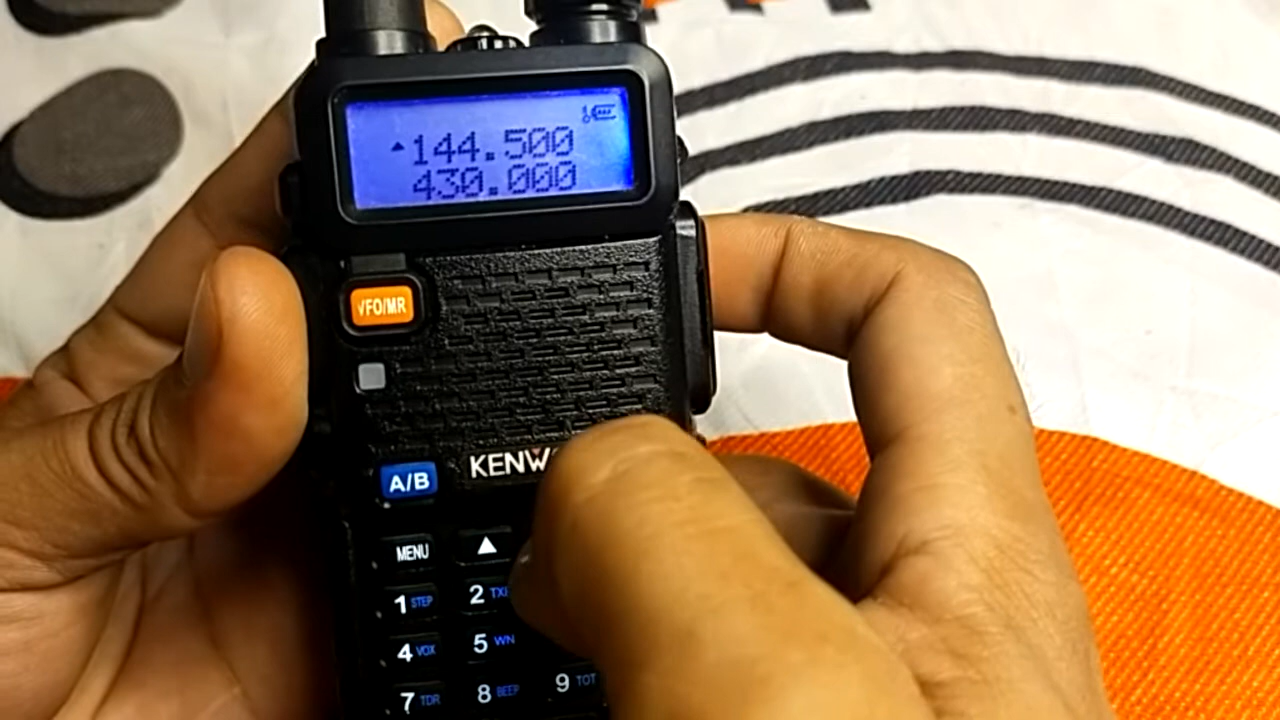 144.500
430.000
VFO/MR
KENW
A/B
MENU
1 STEP
2
4 VOX
5 WN
7 TDR
8 BEEP
9 TOT